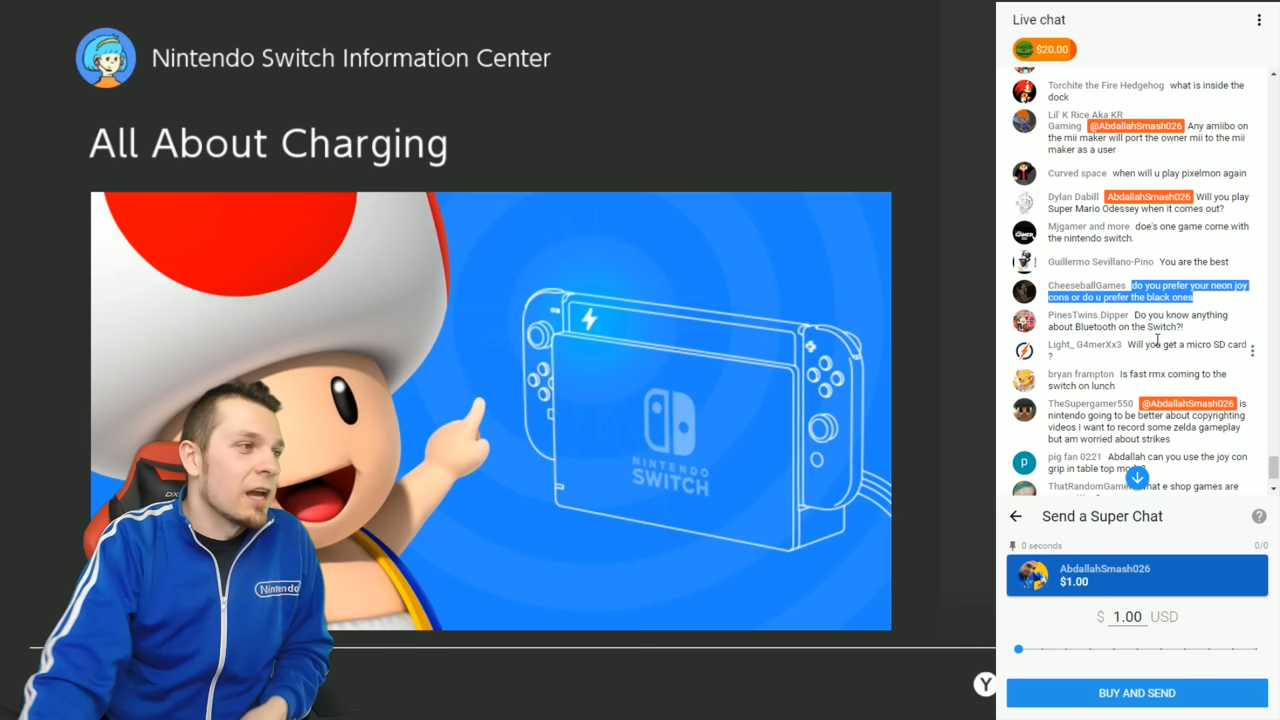 Nintendo Switch Information Center
All About Charging
NINTENDO
SWITCH
DX
Nintendo
Y
Live chat
$20.00
Torchite the Fire Hedgehog what is inside the
dock
Lil' K Rice Aka KR
Gaming @AbdallahSmash026 Any amiibo on
the mii maker will port the owner mii to the mii
maker as a user
Curved space when will u play pixelmon again
Dylan Dabill AbdallahSmash026 Will you play
Super Mario Odessey when it comes out?
Mjgamer and more doe's one game come with
the nintendo switch.
Guillermo Sevillano-Pino You are the best
CheeseballGames do you prefer your neon joy
cons or do u prefer the black ones
PinesTwins.Dipper Do you know anything
about Bluetooth on the Switch?!
Light_ G4merXx3 Will you get a micro SD card
?
bryan frampton Is fast rmx coming to the
switch on lunch
TheSupergamer550 @AbdallahSmash026 is
nintendo going to be better about copyrighting
videos I want to record some zelda gameplay
but am worried about strikes
p
pig fan 0221 Abdallah can you use the joy con
grip in table top
e shop games are
Send a Super Chat
0 seconds 0/0
AbdallahSmash026
$1.00
$ 1.00 USD
BUY AND SEND